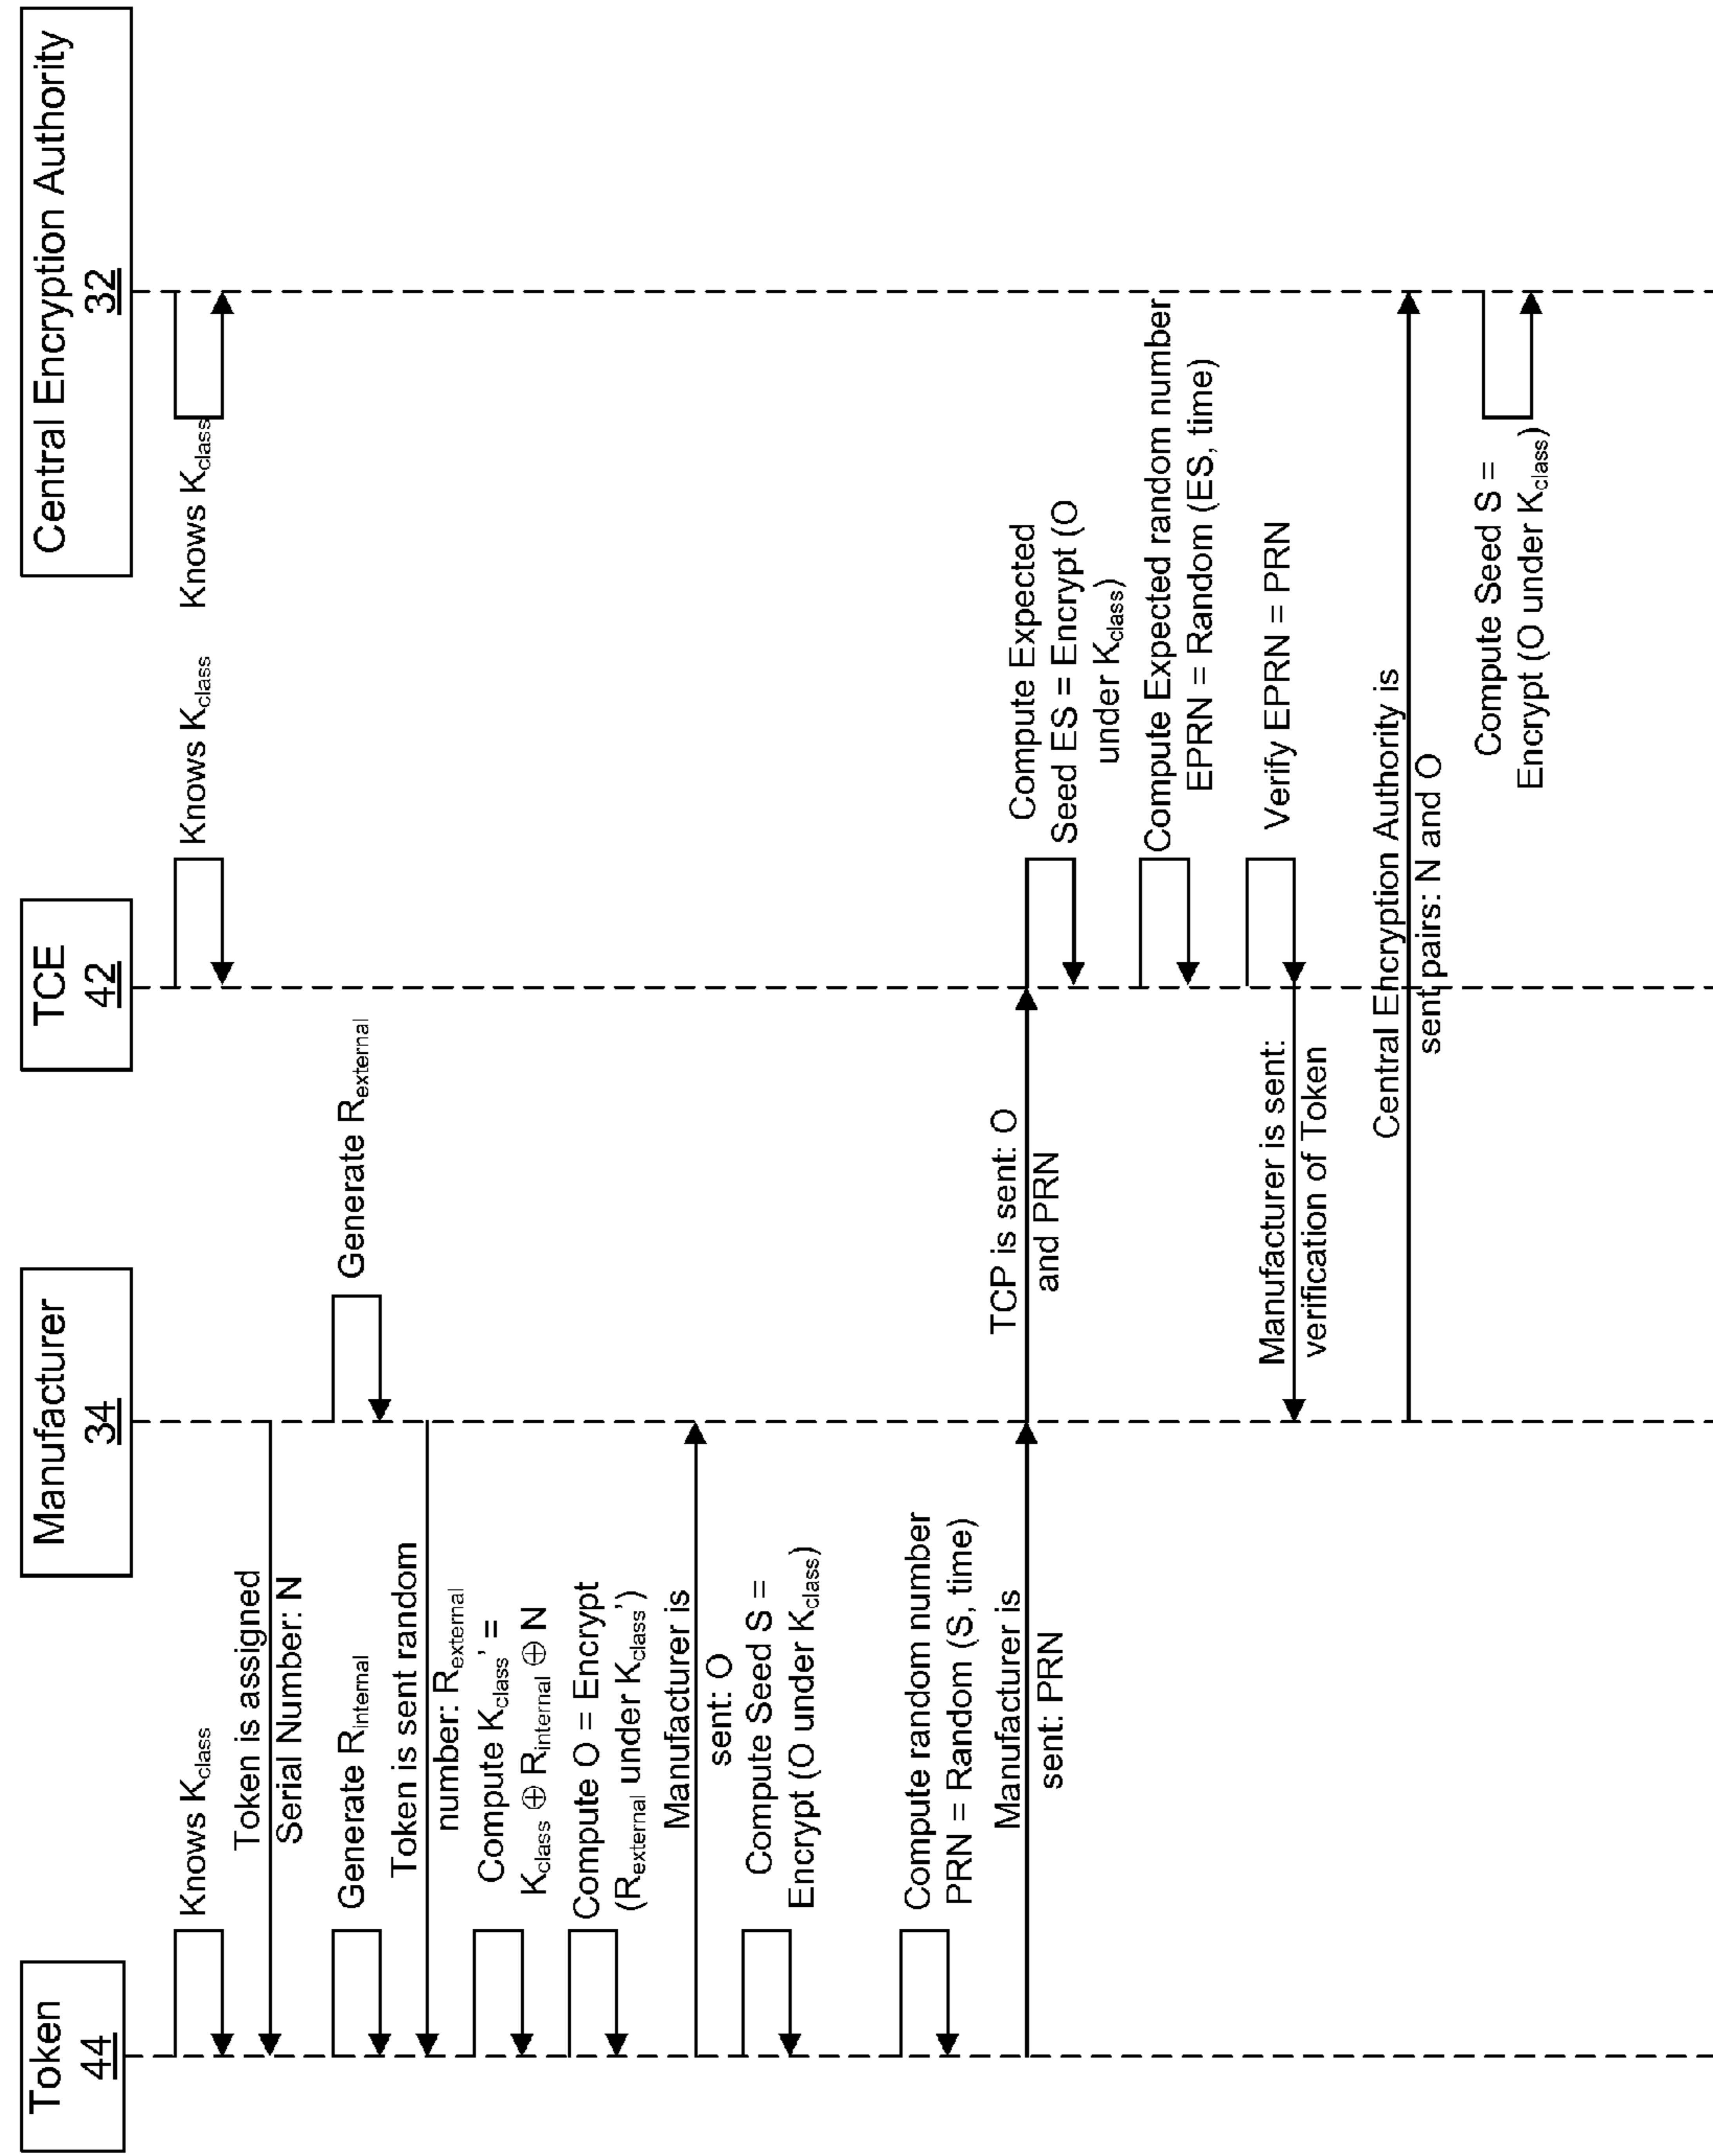 Token
44
Manufacturer
34
TCE
42
Central Encryption Authority
32
Knows Kclass
Knows Kclass
Knows Kclass
Token is assigned
Serial Number: N
Generate Rinternal
Generate Rexternal
Token is sent random
number: Rexternal
Compute Kclass' =
Kclass ⊕ Rinternal ⊕ N
Compute O = Encrypt
(Rexternal under Kclass')
Manufacturer is
sent: O
Compute Seed S =
Encrypt (O under Kclass)
Compute random number
PRN = Random (S, time)
Manufacturer is
sent: PRN
TCP is sent: O
and PRN
Compute Expected
Seed ES = Encrypt (O
under Kclass)
Compute Expected random number
EPRN = Random (ES, time)
Verify EPRN = PRN
Manufacturer is sent:
verification of Token
Central Encryption Authority is
sent pairs: N and O
Compute Seed S =
Encrypt (O under Kclass)